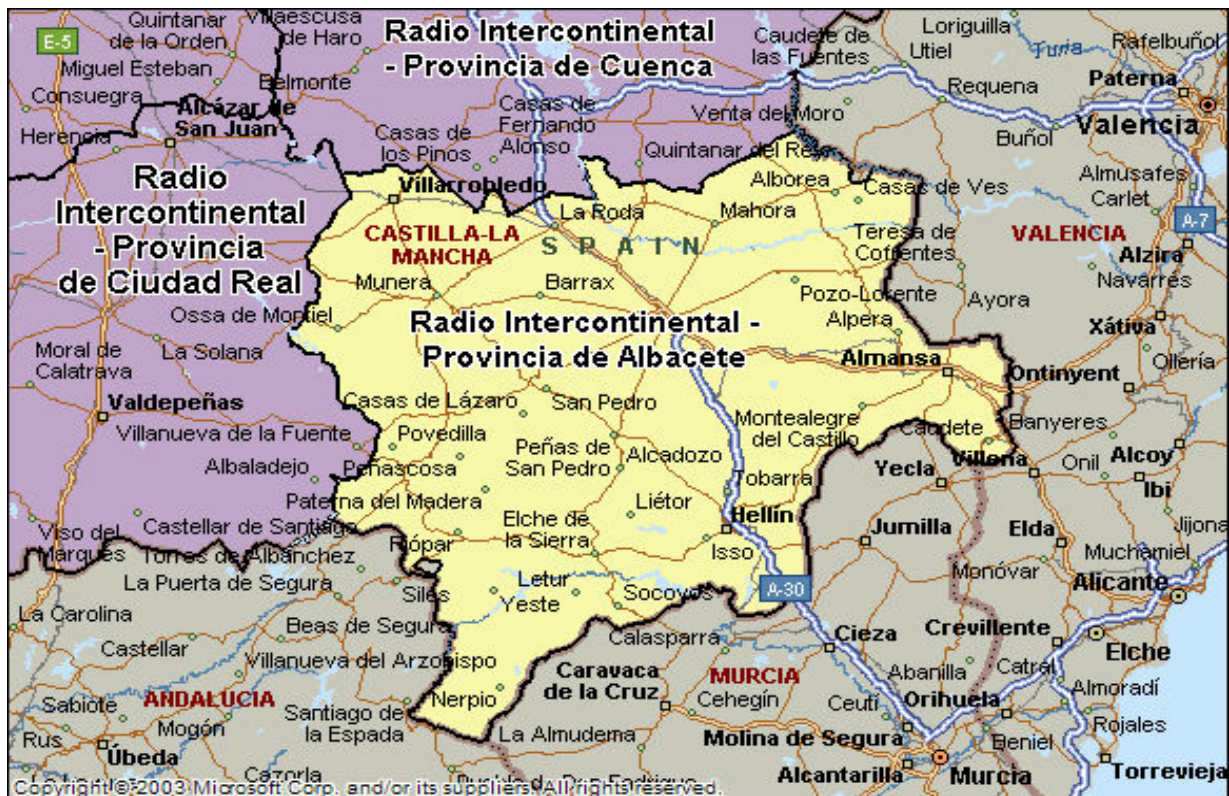 Quintanar
de la Orden
Villaescusa
de Haro
Radio Intercontinental
- Provincia de Cuenca
Caudete de
las Fuentes
Loriguilla
Utiel
Turia
Rafelbuñol
E-5
Miguel Esteban
Belmonte
Paterna
Consuegra
Alcázar de
San Juan
Casas de
Fernando
Alonso
Venta del Moro
Requena
Valencia
Herencia
Casas de
los Pinos
Quintanar del Rey
Buñol
Radio
Intercontinental
- Provincia
de Ciudad Real
Villarrobledo
Alborea
Casas de Ves
Almusafes
Carlet
La Roda
Mahora
CASTILLA-LA
MANCHA
SPAIN
Teresa de
Cofrentes
VALENCIA
A-7
Alzira
Munera
Barrax
Pozo-Lorente
Ayora
Navarrés
Ossa de Montiel
Radio Intercontinental -
Provincia de Albacete
Alpera
Xátiva
Moral de
Calatrava
La Solana
Almansa
Ollería
Ontinyent
Valdepeñas
Casas de Lázaro
San Pedro
Montealegre
del Castillo
Caudete
Banyeres
Villanueva de la Fuente
Povedilla
Peñas de
San Pedro
Alcadozo
Albaladejo
Peñascosa
Tobarra
Yecla
Villena
Onil
Alcoy
Ibi
Paterna del Madera
Liétor
Viso del
Marqués
Castellar de Santiago
Elche de
la Sierra
Hellín
Jumilla
Elda
Jijona
Torres de Albánchez
Riópar
Isso
Muchamiel
La Puerta de Segura
Siles
Letur
Yeste
Socovos
A-30
Monóvar
Alicante
La Carolina
Beas de Segura
Calasparra
Cieza
Crevillente
Elche
Castellar
Villanueva del Arzobispo
Caravaca
de la Cruz
MURCIA
Abanilla
Catral
ANDALUCIA
Nerpio
Cehegín
Ceutí
Orihuela
Almoradí
Sabiote
Mogón
Santiago de
la Espada
La Almudema
Molina de Segura
Beniel
Rojales
Rus
Úbeda
Cazorla
Alcantarilla
Murcia
Torrevieja
Copyright © 2003 Microsoft Corp. and/or its suppliers. All rights reserved.